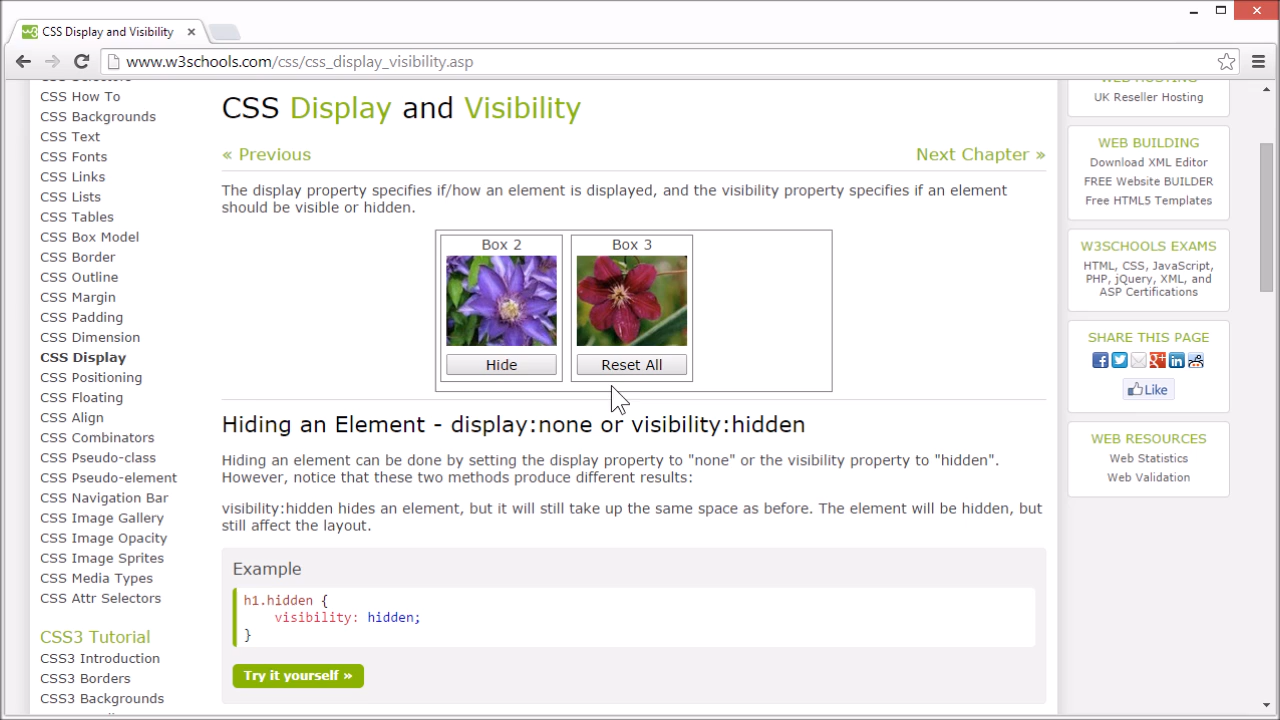 CSS Display and Visibility
www.w3schools.com/css/css_display_visibility.asp
CSS How To
CSS Backgrounds
CSS Text
CSS Fonts
CSS Links
CSS Lists
CSS Tables
CSS Box Model
CSS Border
CSS Outline
CSS Margin
CSS Padding
CSS Dimension
CSS Display
CSS Positioning
CSS Floating
CSS Align
CSS Combinators
CSS Pseudo-class
CSS Pseudo-element
CSS Navigation Bar
CSS Image Gallery
CSS Image Opacity
CSS Image Sprites
CSS Media Types
CSS Attr Selectors
CSS3 Tutorial
CSS3 Introduction
CSS3 Borders
CSS3 Backgrounds
CSS Display and Visibility
« Previous
Next Chapter »
The display property specifies if/how an element is displayed, and the visibility property specifies if an element
should be visible or hidden.
Box 2
Box 3
Hide
Reset All
Hiding an Element - display:none or visibility:hidden
Hiding an element can be done by setting the display property to "none" or the visibility property to "hidden".
However, notice that these two methods produce different results:
visibility:hidden hides an element, but it will still take up the same space as before. The element will be hidden, but
still affect the layout.
Example
h1.hidden {
visibility: hidden;
}
Try it yourself »
WEB HOSTING
UK Reseller Hosting
WEB BUILDING
Download XML Editor
FREE Website BUILDER
Free HTML5 Templates
W3SCHOOLS EXAMS
HTML, CSS, JavaScript,
PHP, jQuery, XML, and
ASP Certifications
SHARE THIS PAGE
Like
WEB RESOURCES
Web Statistics
Web Validation